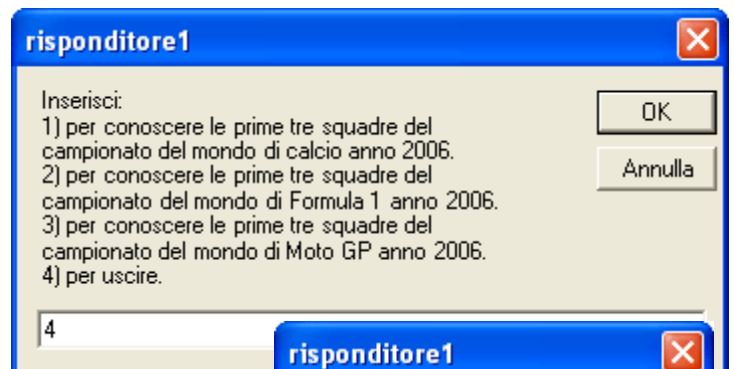 risponditore1
Inserisci:
1) per conoscere le prime tre squadre del
campionato del mondo di calcio anno 2006.
2) per conoscere le prime tre squadre del
campionato del mondo di Formula 1 anno 2006.
3) per conoscere le prime tre squadre del
campionato del mondo di Moto GP anno 2006.
4) per uscire.
OK
Annulla
4
risponditore1